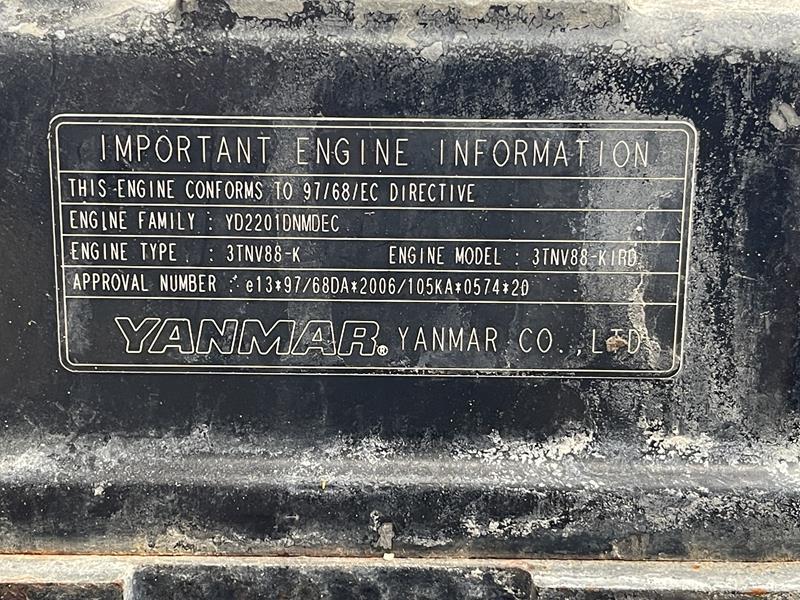 IMPORTANT ENGINE INFORMATION
THIS ENGINE CONFORMS TO 97/68/EC DIRECTIVE
ENGINE FAMILY : YD2201DNMDEC
ENGINE TYPE : 3TNV88-K ENGINE MODEL : 3TNV88-KIRD
APPROVAL NUMBER : e13*97/68DA*2006/105KA*0574*20
YANMAR® YANMAR CO.,LTD